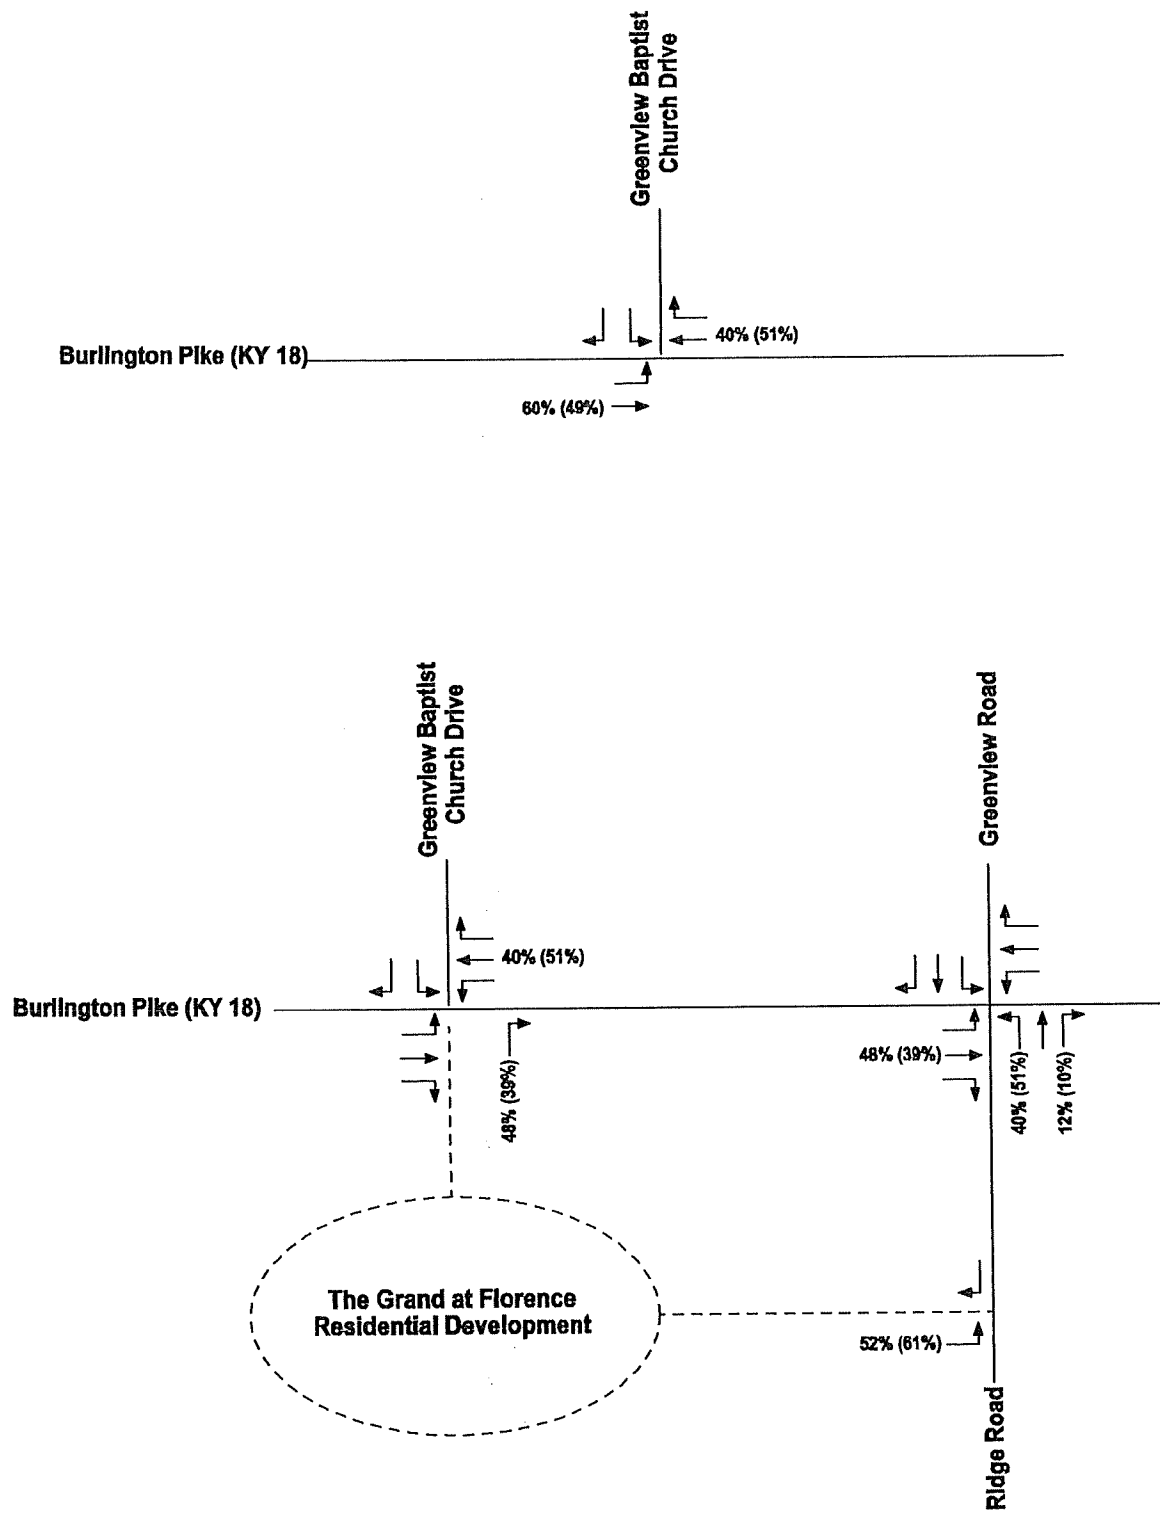 Greenview Baptist
Church Drive
40% (51%)
Burlington Pike (KY 18)
60% (49%)
Greenview Baptist
Church Drive
Greenview Road
40% (51%)
Burlington Pike (KY 18)
48% (39%)
48% (39%)
40% (51%)
12% (10%)
The Grand at Florence
Residential Development
52% (61%)
Ridge Road